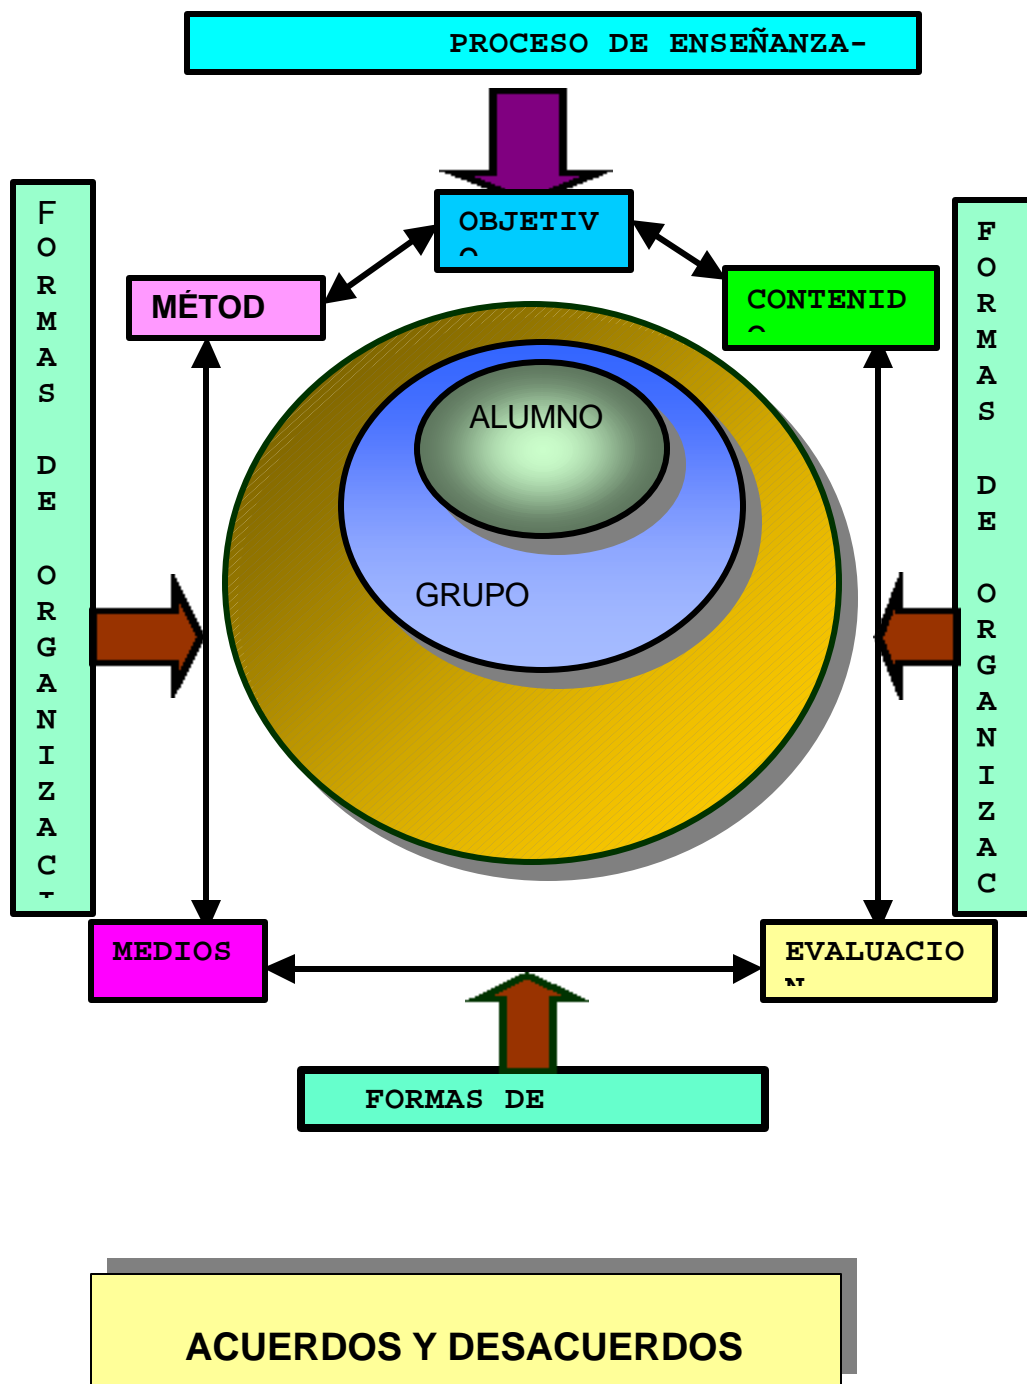 PROCESO DE ENSEÑANZA-
OBJETIV
O
MÉTOD
CONTENID
O
ALUMNO
GRUPO
FORMAS DE ORGANIZACI
FORMAS DE ORGANIZAC
MEDIOS
EVALUACIO
N
FORMAS DE
ACUERDOS Y DESACUERDOS